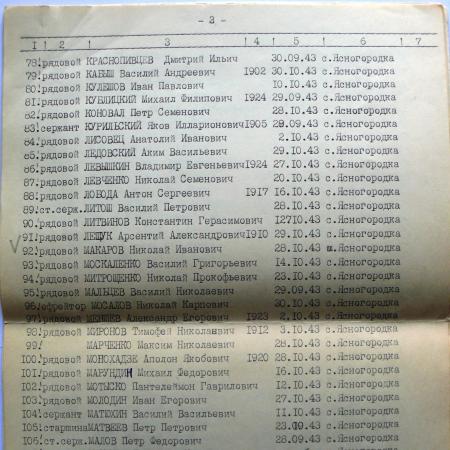 - 3 -
1 ! 2 ! 3 ! 4 ! 5 ! 6 ! 7
78!рядовой КРАСНОПИВЦЕВ Дмитрий Ильич 30.09.43 с.Ясногородка
79!рядовой КАБЫШ Василий Андреевич 1902 30.10.43 с.Ясногородка
80!рядовой КУЛЕШОВ Иван Павлович 10.10.43 с.Ясногородка
81!рядовой КУБЛИЦКИЙ Михаил Филипович 1924 29.09.43 с.Ясногородка
82!рядовой КОНОВАЛ Петр Семенович 28.10.43 с.Ясногородка
83!сержант КУРИЛЬСКИЙ Яков Илларионович 1905 28.09.43 с.Ясногородка
84!рядовой ЛИСОВЕЦ Анатолий Иванович 2.10.43 с.Ясногородка
85!рядовой ЛЕДОВСКИЙ Аким Васильевич 29.10.43 с.Ясногородка
86!рядовой ЛЕВЫШКИН Владимир Евгеньевич 1924 27.10.43 с.Ясногородка
87!рядовой ЛЕВЧЕНКО Николай Семенович 20.10.43 с.Ясногородка
88!рядовой ЛОБОДА Антон Сергеевич 1917 16.10.43 с.Ясногородка
89!ст.серж. ЛИТОШ Василий Петрович 28.10.43 с.Ясногородка
90!рядовой ЛИТВИНОВ Константин Герасимович 12710.43 с.Ясногородка
91!рядовой ЛЕЩУК Арсентий Александрович 1910 29.10.43 с.Ясногородка
92!рядовой МАКАРОВ Николай Иванович 28.10.43 с.Ясногородка
93!рядовой МОСКАЛЕНКО Василий Григорьевич 14.10.43 с.Ясногородка
94!рядовой МИТРОЩЕНКО Николай Прокофьевич 23.10.43 с.Ясногородка
95!рядовой МАЛЬЦЕВ Василий Николаевич 29.09.43 с.Ясногородка
96!ефрейтор МОСАЛОВ Николай Карпович 30.10.43 с.Ясногородка
97!рядовой Александр Егорович 1923 2.10.43 с.Ясногородка
98!рядовой МИРОНОВ Тимофей Николаевич 1912 3.10.43 с.Ясногородка
99! МАРЧЕНКО Максим Николаевич 28.10.43 с.Ясногородка
100!рядовой МОНОХАДЗЕ Аполон Якобович 1920 28.10.43 с.Ясногородка
101!рядовой МАРУНДИН Михаил Федорович 16.10.43 с.Ясногородка
102!рядовой МОТЫСКО Пантелеймон Гаврилович 12.10.43 с.Ясногородка
103!рядовой МОЛОДИН Иван Егорович 27.10.43 с.Ясногородка
104!сержант МАТЮХИН Василий Васильевич 11.10.43 с.Ясногородка
105!старшина МАТВЕЕВ Петр Петрович 23.09.43 с.Ясногородка
106!ст.серж. МАЛОВ Петр Федорович 28.10.43 с.Ясногородка